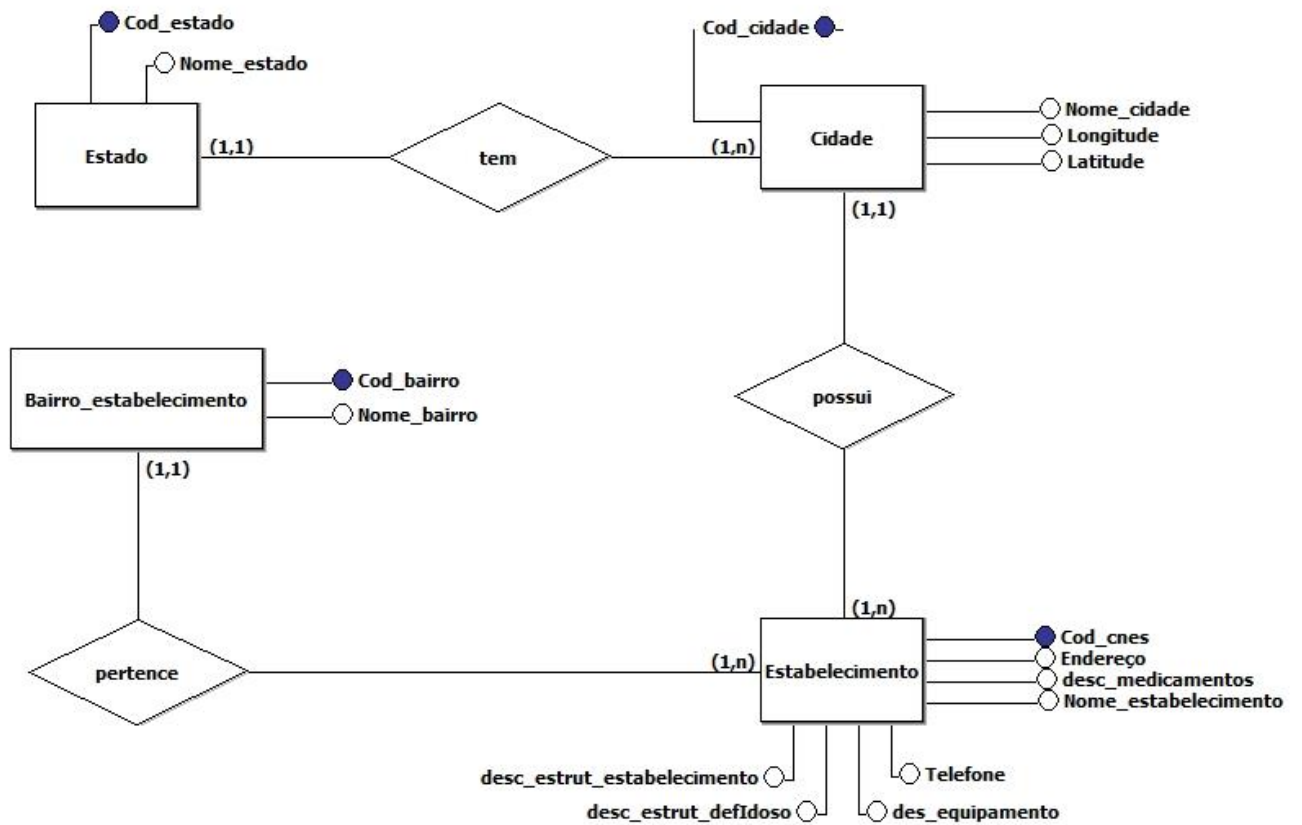 Cod_estado
Nome_estado
Estado
(1,1)
tem
(1,n)
Cod_cidade
Cidade
Nome_cidade
Longitude
Latitude
(1,1)
possui
(1,n)
Bairro_estabelecimento
Cod_bairro
Nome_bairro
(1,1)
pertence
(1,n)
Estabelecimento
Cod_cnes
Endereço
desc_medicamentos
Nome_estabelecimento
desc_estrut_estabelecimento
Telefone
desc_estrut_defIdoso
des_equipamento